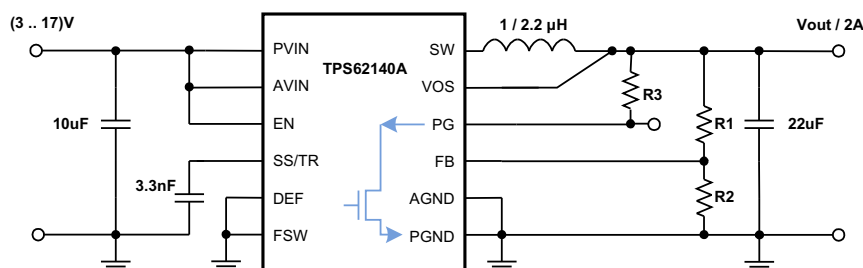 (3 .. 17)V
1 / 2.2 µH
Vout / 2A
TPS62140A
PVIN
SW
AVIN
VOS
R3
EN
PG
10uF
R1
22uF
SS/TR
FB
3.3nF
DEF
AGND
R2
FSW
PGND